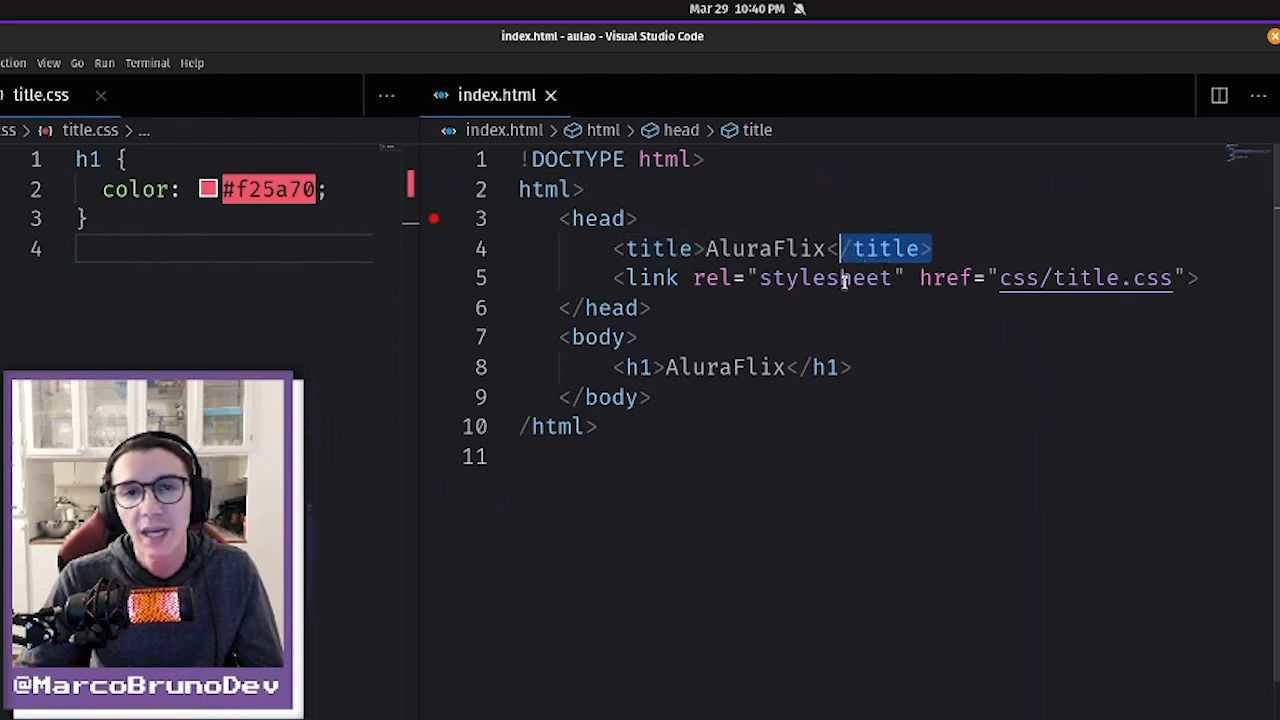 Mar 29 10:40 PM
index.html - aulao - Visual Studio Code
ction View Go Run Terminal Help
title.css
index.html
ss > title.css > ...
index.html > html > head > title
1 h1 {
2 color: #f25a70;
3 }
4
1 !DOCTYPE html>
2 html>
3 <head>
4 <title>AluraFlix</title>
5 <link rel="stylesheet" href="css/title.css">
6 </head>
7 <body>
8 <h1>AluraFlix</h1>
9 </body>
10 /html>
11
@MarcoBrunoDev